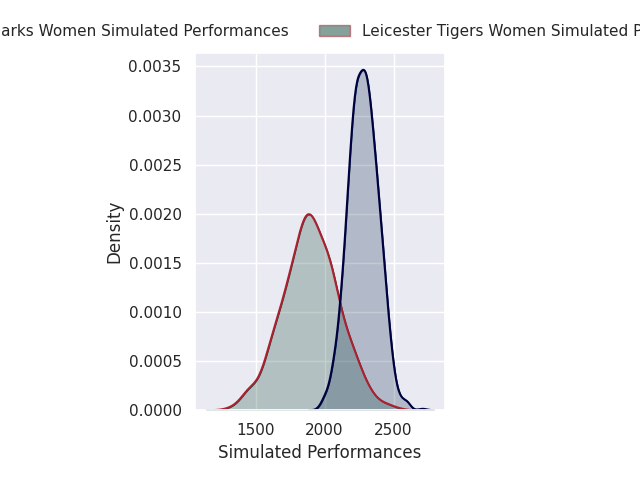 arks Women Simulated Performances
Leicester Tigers Women Simulated P
0.0035
0.0030
0.0025
0.0020
0.0015
0.0010
0.0005
0.0000
Density
1500 2000 2500
Simulated Performances